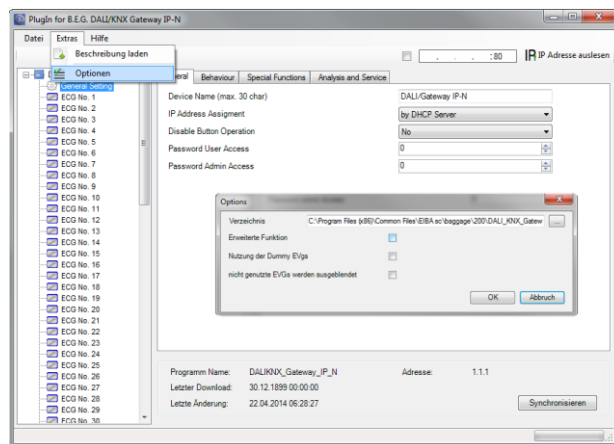 PlugIn for B.E.G. DALI/KNX Gateway IP-N
Datei Extras Hilfe
Beschreibung laden
Optionen
:80 IP Adresse auslesen
General Setting
ECG No. 1
ECG No. 2
ECG No. 3
ECG No. 4
ECG No. 5
ECG No. 6
ECG No. 7
ECG No. 8
ECG No. 9
ECG No. 10
ECG No. 11
ECG No. 12
ECG No. 13
ECG No. 14
ECG No. 15
ECG No. 16
ECG No. 17
ECG No. 18
ECG No. 19
ECG No. 20
ECG No. 21
ECG No. 22
ECG No. 23
ECG No. 24
ECG No. 25
ECG No. 26
ECG No. 27
ECG No. 28
ECG No. 29
ECG No. 30
Behaviour Special Functions Analysis and Service
Device Name (max. 30 char) DALI/Gateway IP-N
IP Address Assigment by DHCP Server
Disable Button Operation No
Password User Access 0
Password Admin Access 0
Options
Verzeichnis C:\Program Files (x86)\Common Files\EIBA sc\baggage\200\DALI_KNX_Gatew ...
Erweiterte Funktion
Nutzung der Dummy EVgs
nicht genutzte EVGs werden ausgeblendet
OK Abbruch
Programm Name: DALIKNX_Gateway_IP_N Adresse: 1.1.1
Letzter Download: 30.12.1899 00:00:00
Letzte Änderung: 22.04.2014 06:28:27 Synchronisieren